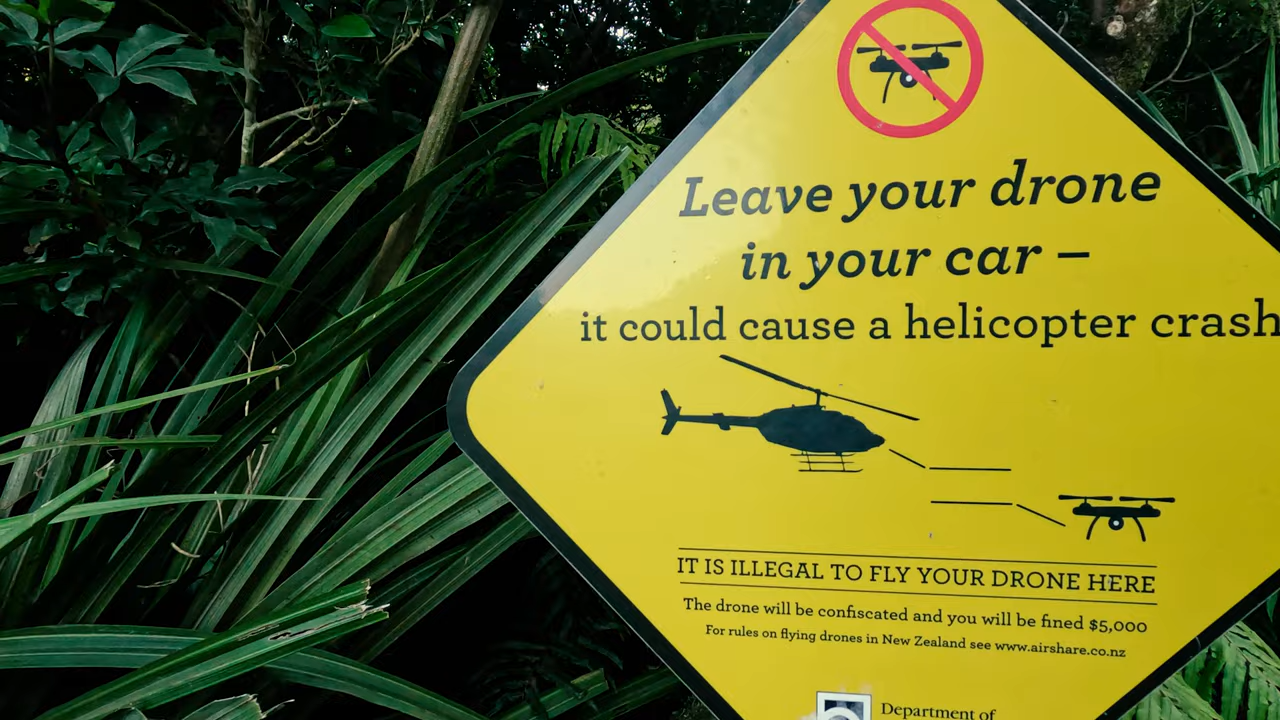 Leave your drone
in your car –
it could cause a helicopter crash
IT IS ILLEGAL TO FLY YOUR DRONE HERE
The drone will be confiscated and you will be fined $5,000
For rules on flying drones in New Zealand see www.airshare.co.nz
Department of